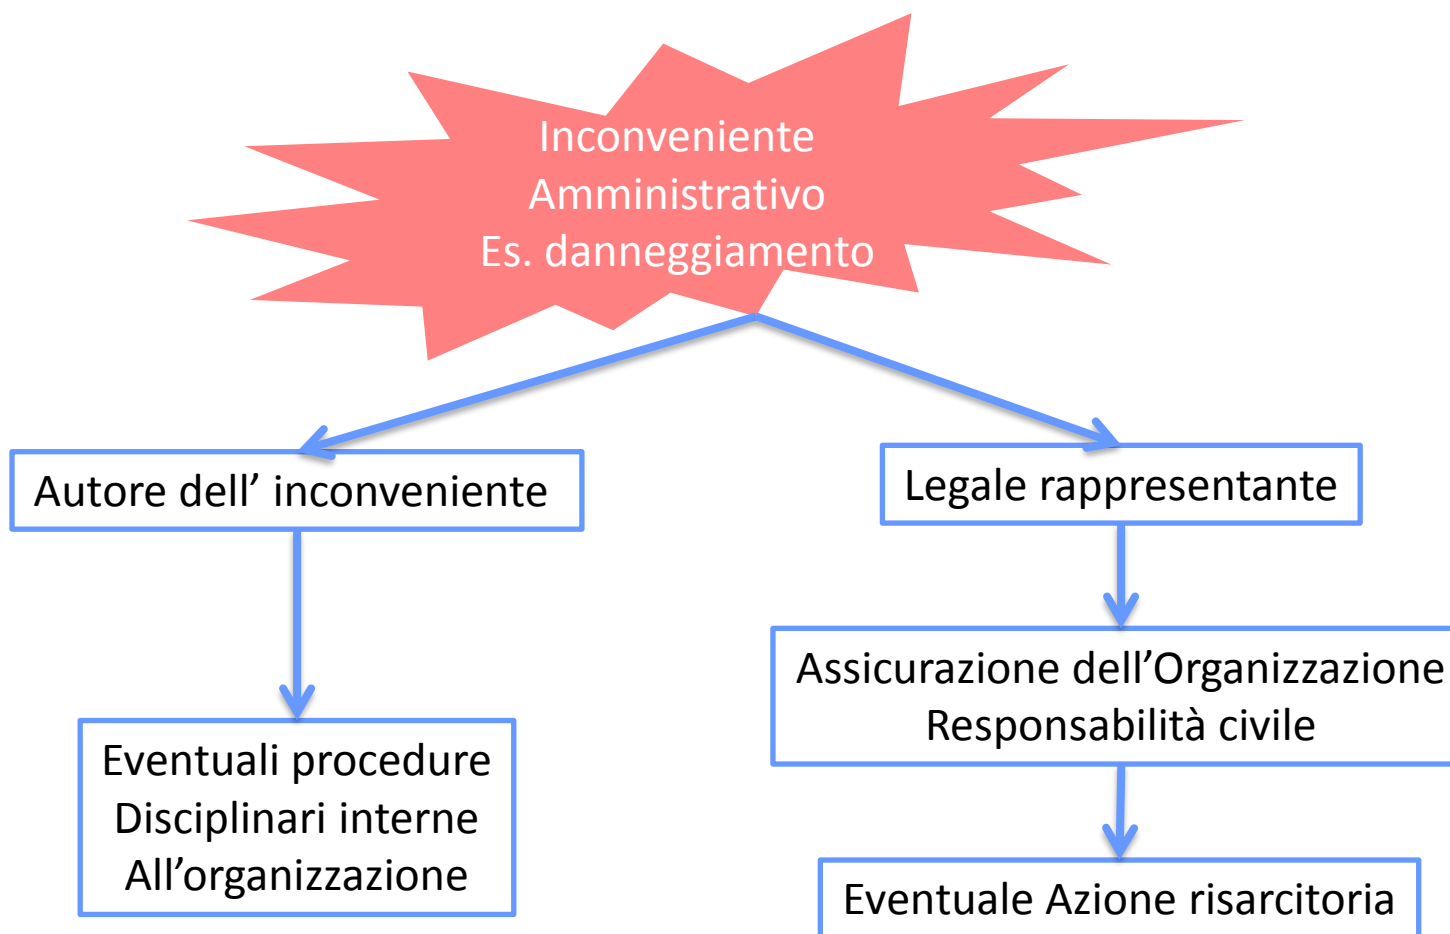 Inconveniente
Amministrativo
Es. danneggiamento
Autore dell’ inconveniente
Legale rappresentante
Assicurazione dell’Organizzazione
Responsabilità civile
Eventuali procedure
Disciplinari interne
All’organizzazione
Eventuale Azione risarcitoria